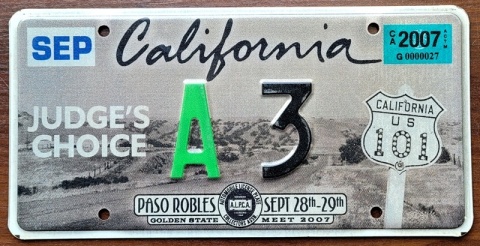 SEP
California
CA 2007
G 0000027
JUDGE'S
CHOICE
A 3
CALIFORNIA
US
101
PASO ROBLES A.L.P.C.A. SEPT 28th-29th
GOLDEN STATE MEET 2007